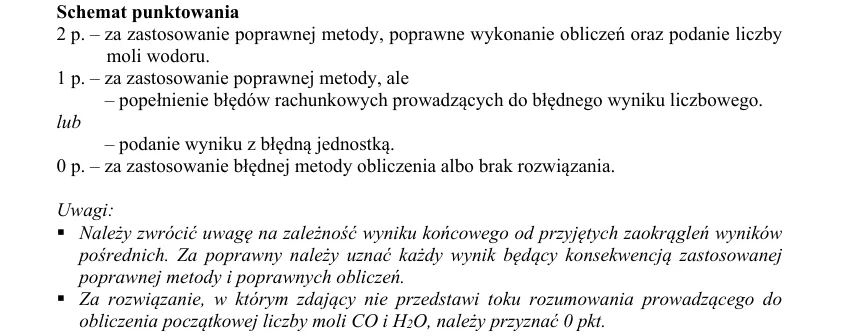 Schemat punktowania
2 p. – za zastosowanie poprawnej metody, poprawne wykonanie obliczeń oraz podanie liczby
moli wodoru.
1 p. – za zastosowanie poprawnej metody, ale
– popełnienie błędów rachunkowych prowadzących do błędnego wyniku liczbowego.
lub
– podanie wyniku z błędną jednostką.
0 p. – za zastosowanie błędnej metody obliczenia albo brak rozwiązania.
Uwagi:
▪ Należy zwrócić uwagę na zależność wyniku końcowego od przyjętych zaokrągleń wyników
pośrednich. Za poprawny należy uznać każdy wynik będący konsekwencją zastosowanej
poprawnej metody i poprawnych obliczeń.
▪ Za rozwiązanie, w którym zdający nie przedstawi toku rozumowania prowadzącego do
obliczenia początkowej liczby moli CO i H2O, należy przyznać 0 pkt.